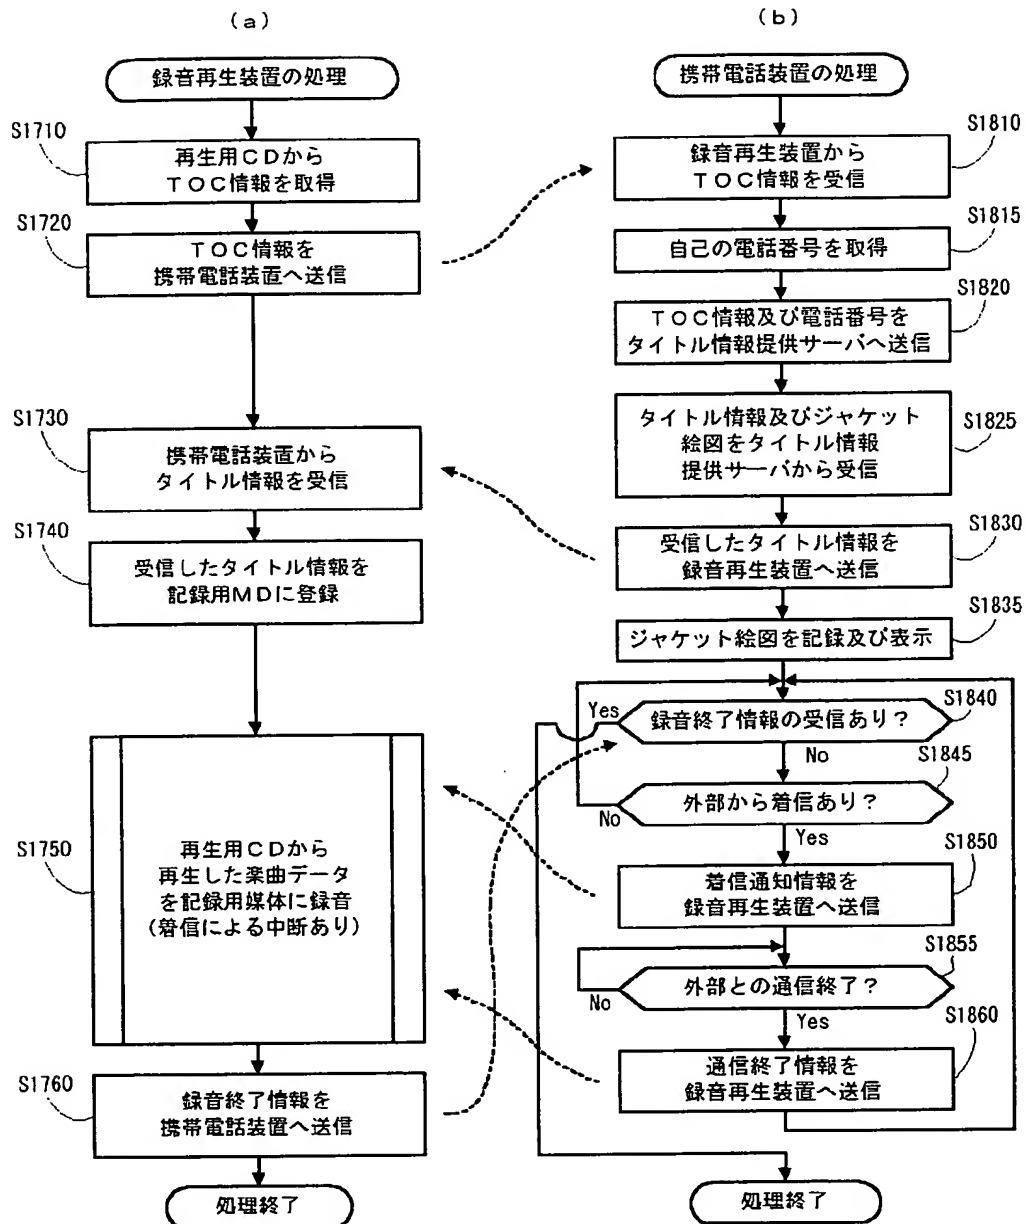 (a)
録音再生装置の処理
S1710
再生用CDから
TOC情報を取得
S1720
TOC情報を
携帯電話装置へ送信
S1730
携帯電話装置から
タイトル情報を受信
S1740
受信したタイトル情報を
記録用MDに登録
S1750
再生用CDから
再生した楽曲データ
を記録用媒体に録音
(着信による中断あり)
S1760
録音終了情報を
携帯電話装置へ送信
処理終了
(b)
携帯電話装置の処理
S1810
録音再生装置から
TOC情報を受信
S1815
自己の電話番号を取得
S1820
TOC情報及び電話番号を
タイトル情報提供サーバへ送信
S1825
タイトル情報及びジャケット
絵図をタイトル情報
提供サーバから受信
S1830
受信したタイトル情報を
録音再生装置へ送信
S1835
ジャケット絵図を記録及び表示
S1840
Yes
録音終了情報の受信あり?
No
S1845
外部から着信あり?
No
Yes
S1850
着信通知情報を
録音再生装置へ送信
S1855
外部との通信終了?
No
Yes
S1860
通信終了情報を
録音再生装置へ送信
処理終了